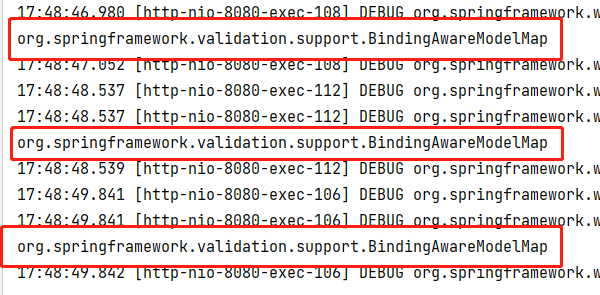 17:48:46.980 [http-nio-8080-exec-108] DEBUG org.springframework.w
org.springframework.validation.support.BindingAwareModelMap
17:48:47.052 [http-nio-8080-exec-108] DEBUG org.springframework.w
17:48:48.537 [http-nio-8080-exec-112] DEBUG org.springframework.w
17:48:48.537 [http-nio-8080-exec-112] DEBUG org.springframework.w
org.springframework.validation.support.BindingAwareModelMap
17:48:48.539 [http-nio-8080-exec-112] DEBUG org.springframework.w
17:48:49.841 [http-nio-8080-exec-106] DEBUG org.springframework.w
17:48:49.841 [http-nio-8080-exec-106] DEBUG org.springframework.w
org.springframework.validation.support.BindingAwareModelMap
17:48:49.842 [http-nio-8080-exec-106] DEBUG org.springframework.w